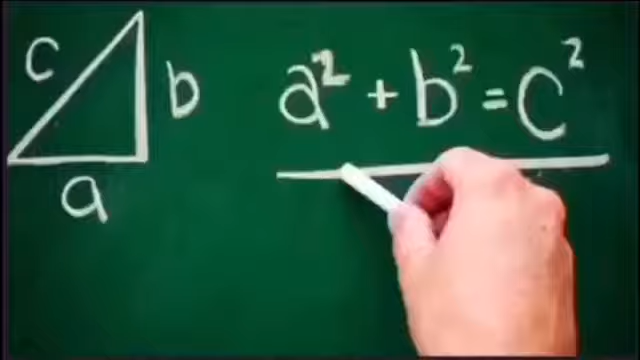 c
b
a
a² + b² = c²